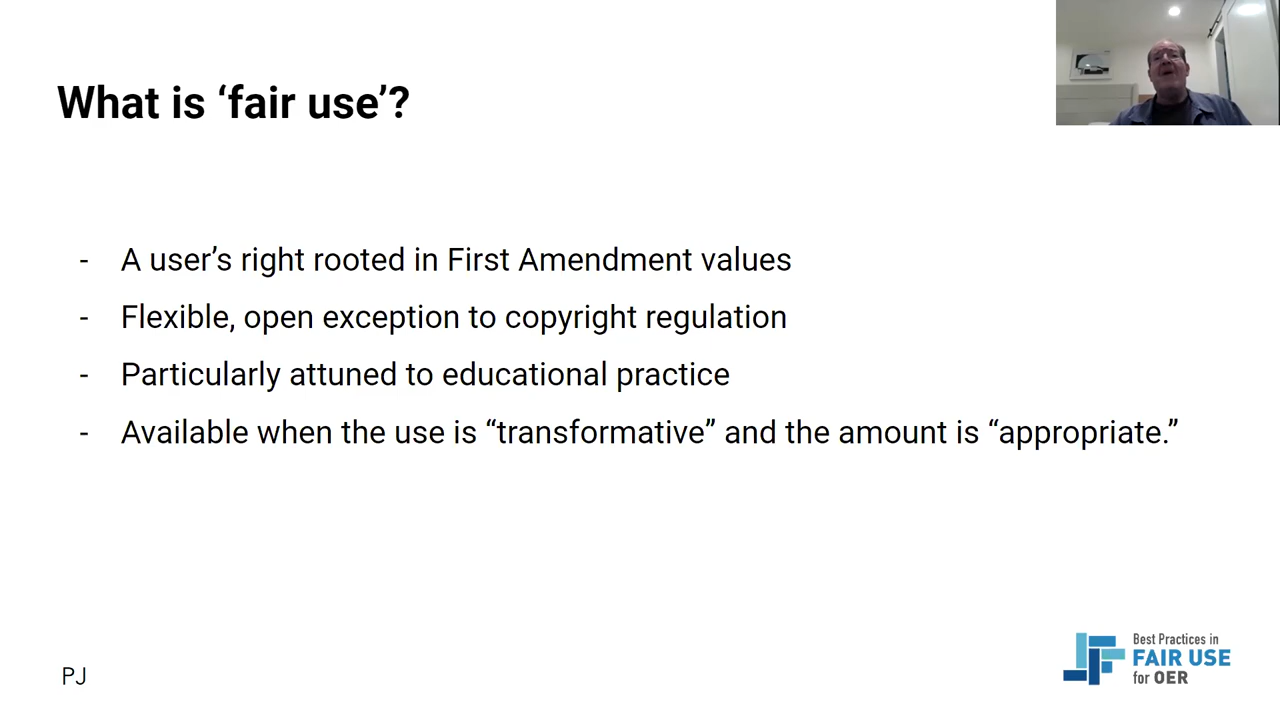 What is ‘fair use’?
- A user’s right rooted in First Amendment values
- Flexible, open exception to copyright regulation
- Particularly attuned to educational practice
- Available when the use is “transformative” and the amount is “appropriate.”
PJ
Best Practices in
FAIR USE
for OER